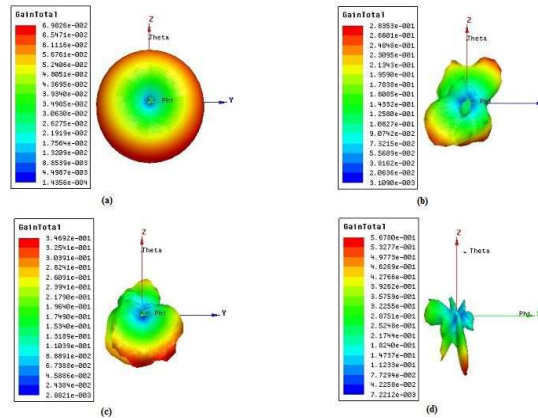 GainTotal
6.9826e-002
6.5471e-002
6.1116e-002
5.6761e-002
5.2406e-002
4.8051e-002
4.3695e-002
3.9340e-002
3.4985e-002
3.0630e-002
2.6275e-002
2.1919e-002
1.7564e-002
1.3209e-002
8.8539e-003
4.4987e-003
1.4356e-004
Z
Theta
Phi
Y
(a)
GainTotal
2.8353e-001
2.6601e-001
2.4848e-001
2.3095e-001
2.1343e-001
1.9590e-001
1.7838e-001
1.6085e-001
1.4332e-001
1.2580e-001
1.0827e-001
9.0742e-002
7.3215e-002
5.5689e-002
3.8162e-002
2.0636e-002
3.1090e-003
Z
Theta
Phi
(b)
GainTotal
3.4692e-001
3.2541e-001
3.0391e-001
2.8241e-001
2.6091e-001
2.3941e-001
2.1790e-001
1.9640e-001
1.7490e-001
1.5340e-001
1.3189e-001
1.1039e-001
8.8891e-002
6.7388e-002
4.5886e-002
2.4384e-002
2.8821e-003
Z
Theta
Phi
Y
(c)
GainTotal
5.6780e-001
5.3277e-001
4.9773e-001
4.6269e-001
4.2766e-001
3.9262e-001
3.5759e-001
3.2255e-001
2.8751e-001
2.5248e-001
2.1744e-001
1.8240e-001
1.4737e-001
1.1233e-001
7.7294e-002
4.2258e-002
7.2212e-003
Z
Theta
Phi
(d)